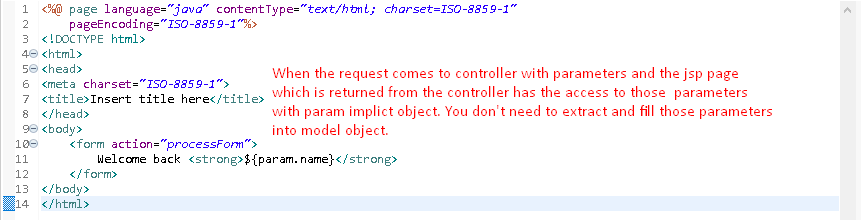 1 <%@ page language="java" contentType="text/html; charset=ISO-8859-1"
2 pageEncoding="ISO-8859-1"%>
3 <!DOCTYPE html>
4 <html>
5 <head>
6 <meta charset="ISO-8859-1">
7 <title>Insert title here</title>
8 </head>
9 <body>
10 <form action="processForm">
11 Welcome back <strong>${param.name}</strong>
12 </form>
13 </body>
14 </html>
When the request comes to controller with parameters and the jsp page
which is returned from the controller has the access to those parameters
with param implict object. You don't need to extract and fill those parameters
into model object.